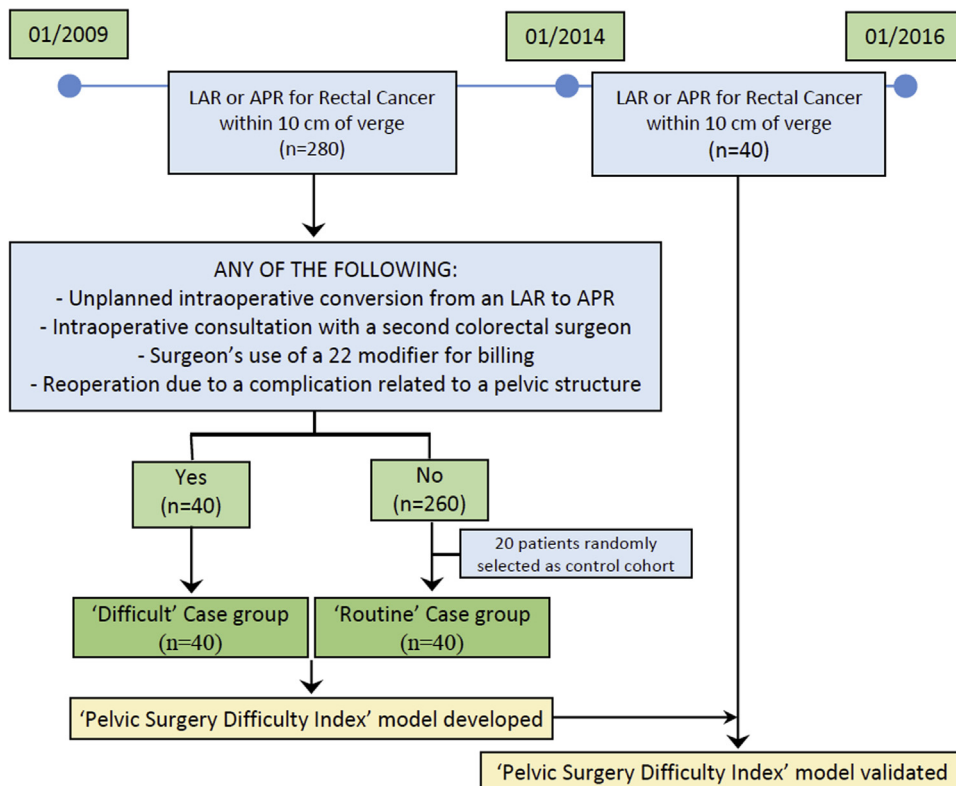 01/2009
01/2014
01/2016
LAR or APR for Rectal Cancer
within 10 cm of verge
(n=280)
LAR or APR for Rectal Cancer
within 10 cm of verge
(n=40)
ANY OF THE FOLLOWING:
- Unplanned intraoperative conversion from an LAR to APR
- Intraoperative consultation with a second colorectal surgeon
- Surgeon's use of a 22 modifier for billing
- Reoperation due to a complication related to a pelvic structure
Yes
(n=40)
No
(n=260)
20 patients randomly
selected as control cohort
‘Difficult’ Case group
(n=40)
‘Routine’ Case group
(n=40)
‘Pelvic Surgery Difficulty Index’ model developed
‘Pelvic Surgery Difficulty Index’ model validated